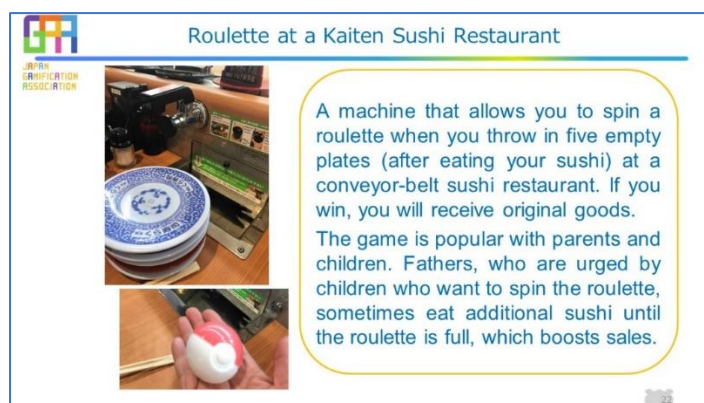 Roulette at a Kaiten Sushi Restaurant
JAPAN
GAMIFICATION
ASSOCIATION
A machine that allows you to spin a
roulette when you throw in five empty
plates (after eating your sushi) at a
conveyor-belt sushi restaurant. If you
win, you will receive original goods.
The game is popular with parents and
children. Fathers, who are urged by
children who want to spin the roulette,
sometimes eat additional sushi until
the roulette is full, which boosts sales.
22